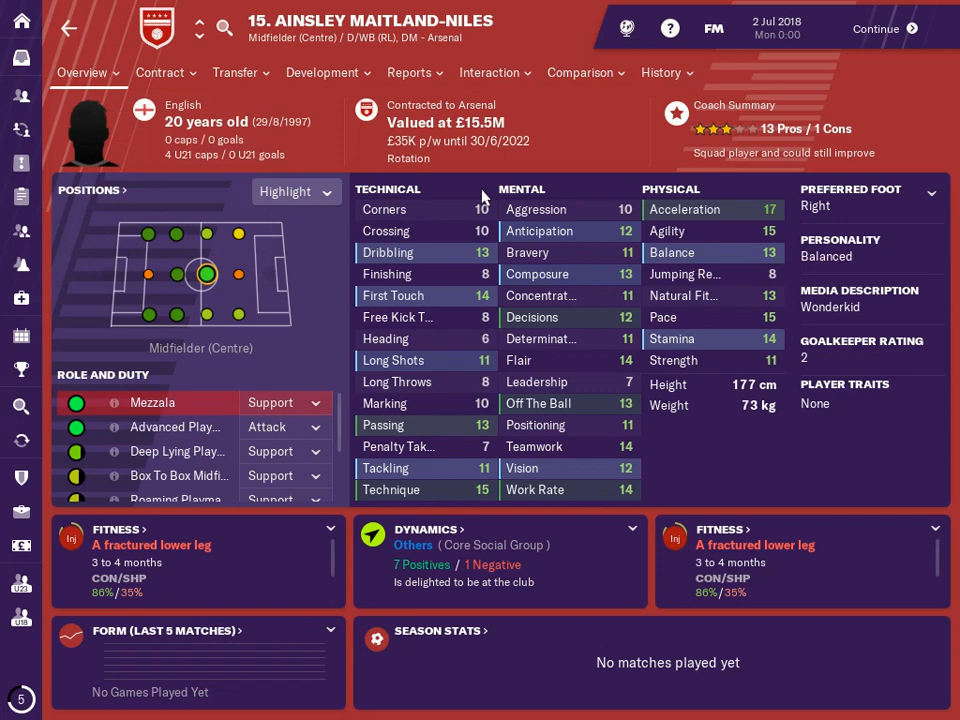 15. AINSLEY MAITLAND-NILES
Midfielder (Centre) / D/WB (RL), DM - Arsenal
FM
2 Jul 2018
Mon 0:00
Continue
Overview
Contract
Transfer
Development
Reports
Interaction
Comparison
History
English
20 years old (29/8/1997)
0 caps / 0 goals
4 U21 caps / 0 U21 goals
Contracted to Arsenal
Valued at £15.5M
£35K p/w until 30/6/2022
Rotation
Coach Summary
13 Pros / 1 Cons
Squad player and could still improve
POSITIONS >
Highlight
Midfielder (Centre)
ROLE AND DUTY
Mezzala Support
Advanced Play... Attack
Deep Lying Play... Support
Box To Box Midfi... Support
Roaming Playma... Support
TECHNICAL
Corners 10
Crossing 10
Dribbling 13
Finishing 8
First Touch 14
Free Kick T... 8
Heading 6
Long Shots 11
Long Throws 8
Marking 10
Passing 13
Penalty Tak... 7
Tackling 11
Technique 15
MENTAL
Aggression 10
Anticipation 12
Bravery 11
Composure 13
Concentrat... 11
Decisions 12
Determinat... 11
Flair 14
Leadership 7
Off The Ball 13
Positioning 11
Teamwork 14
Vision 12
Work Rate 14
PHYSICAL
Acceleration 17
Agility 15
Balance 13
Jumping Re... 8
Natural Fit... 13
Pace 15
Stamina 14
Strength 11
Height 177 cm
Weight 73 kg
PREFERRED FOOT
Right
PERSONALITY
Balanced
MEDIA DESCRIPTION
Wonderkid
GOALKEEPER RATING
2
PLAYER TRAITS
None
Inj
FITNESS >
A fractured lower leg
3 to 4 months
CON/SHP
86%/35%
DYNAMICS >
Others ( Core Social Group )
7 Positives / 1 Negative
Is delighted to be at the club
Inj
FITNESS >
A fractured lower leg
3 to 4 months
CON/SHP
86%/35%
FORM (LAST 5 MATCHES) >
No Games Played Yet
SEASON STATS >
No matches played yet
U23
U18
5